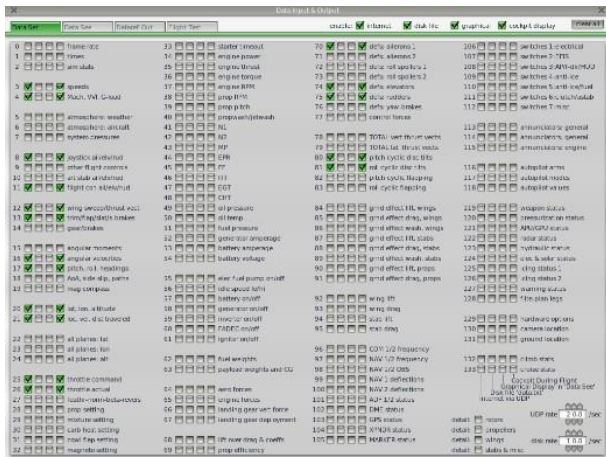 Data Input & Output
Data Set
Data See
Dataref Out
Flight Test
enable: internet disk file graphical cockpit display
clear all
0 frame rate
1 times
2 sim stats
3 speeds
4 Mach, VVI, G-load
5 atmosphere: weather
6 atmosphere: aircraft
7 system pressures
8 joystick ail/elv/rud
9 other flight controls
10 art stab ail/elv/rud
11 flight con ail/elv/rud
12 wing sweep/thrust vect
13 trim/flap/slat/s-brakes
14 gear/brakes
15 angular moments
16 angular velocities
17 pitch, roll, headings
18 AoA, side-slip, paths
19 mag compass
20 lat, lon, altitude
21 loc, vel, dist traveled
22 all planes: lat
23 all planes: lon
24 all planes: alt
25 throttle command
26 throttle actual
27 feathr-norm-beta-revers
28 prop setting
29 mixture setting
30 carb heat setting
31 cowl flap setting
32 magneto setting
33 starter timeout
34 engine power
35 engine thrust
36 engine torque
37 engine RPM
38 prop RPM
39 prop pitch
40 propwash/jetwash
41 N1
42 N2
43 MP
44 EPR
45 FF
46 ITT
47 EGT
48 CHT
49 oil pressure
50 oil temp
51 fuel pressure
52 generator amperage
53 battery amperage
54 battery voltage
55 elec fuel pump on/off
56 idle speed lo/hi
57 battery on/off
58 generator on/off
59 inverter on/off
60 FADEC on/off
61 igniter on/off
62 fuel weights
63 payload weights and CG
64 aero forces
65 engine forces
66 landing gear vert force
67 landing gear deployment
68 lift over drag & coeffs
69 prop efficiency
70 defs: ailerons 1
71 defs: ailerons 2
72 defs: roll spoilers 1
73 defs: roll spoilers 2
74 defs: elevators
75 defs: rudders
76 defs: yaw-brakes
77 control forces
78 TOTAL vert thrust vects
79 TOTAL lat thrust vects
80 pitch cyclic disc tilts
81 roll cyclic disc tilts
82 pitch cyclic flapping
83 roll cyclic flapping
84 grnd effect lift, wings
85 grnd effect drag, wings
86 grnd effect wash, wings
87 grnd effect lift, stabs
88 grnd effect drag, stabs
89 grnd effect wash, stabs
90 grnd effect lift, props
91 grnd effect drag, props
92 wing lift
93 wing drag
94 stab lift
95 stab drag
96 COM 1/2 frequency
97 NAV 1/2 frequency
98 NAV 1/2 OBS
99 NAV 1 deflections
100 NAV 2 deflections
101 ADF 1/2 status
102 DME status
103 GPS status
104 XPNDR status
105 MARKER status
106 switches 1:electrical
107 switches 2:EFIS
108 switches 3:AP/f-dir/HUD
109 switches 4:anti-ice
110 switches 5:anti-ice/fuel
111 switches 6:clutch/astab
112 switches 7:misc
113 annunciators: general
114 annunciators: general
115 annunciators: engine
116 autopilot arms
117 autopilot modes
118 autopilot values
119 weapon status
120 pressurization status
121 APU/GPU status
122 radar status
123 hydraulic status
124 elec & solar status
125 icing status 1
126 icing status 2
127 warning status
128 flite-plan legs
129 hardware options
130 camera location
131 ground location
132 climb stats
133 cruise stats
Cockpit During Flight
Graphical Display in 'Data See'
Disk file 'data.txt'
Internet via UDP
detail: rotors
detail: propellers
detail: wings
detail: stabs & misc
UDP rate 20.0 /sec
disk rate 10.0 /sec